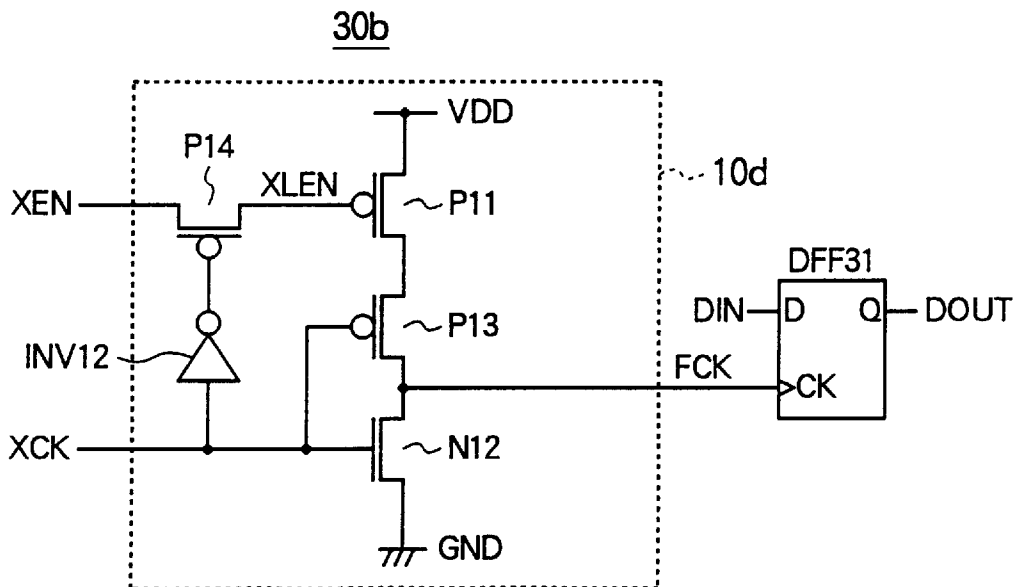 30b
VDD
P14
XLEN
10d
XEN
P11
DFF31
DIN
D
Q
DOUT
P13
INV12
FCK
CK
XCK
N12
GND